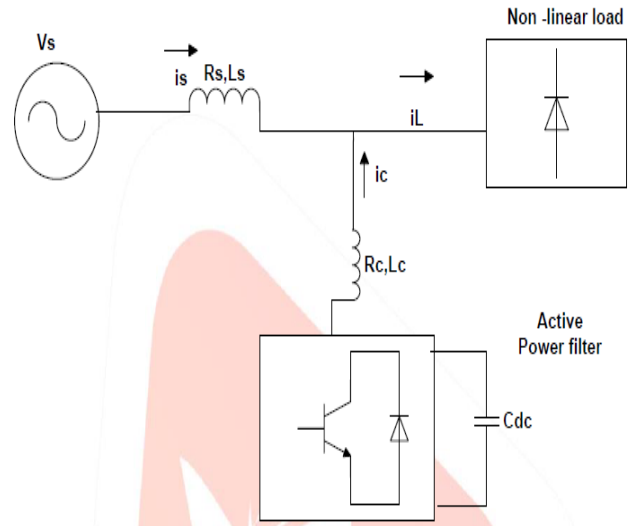 Non -linear load
Vs
is
Rs,Ls
iL
ic
Rc,Lc
Active
Power filter
Cdc